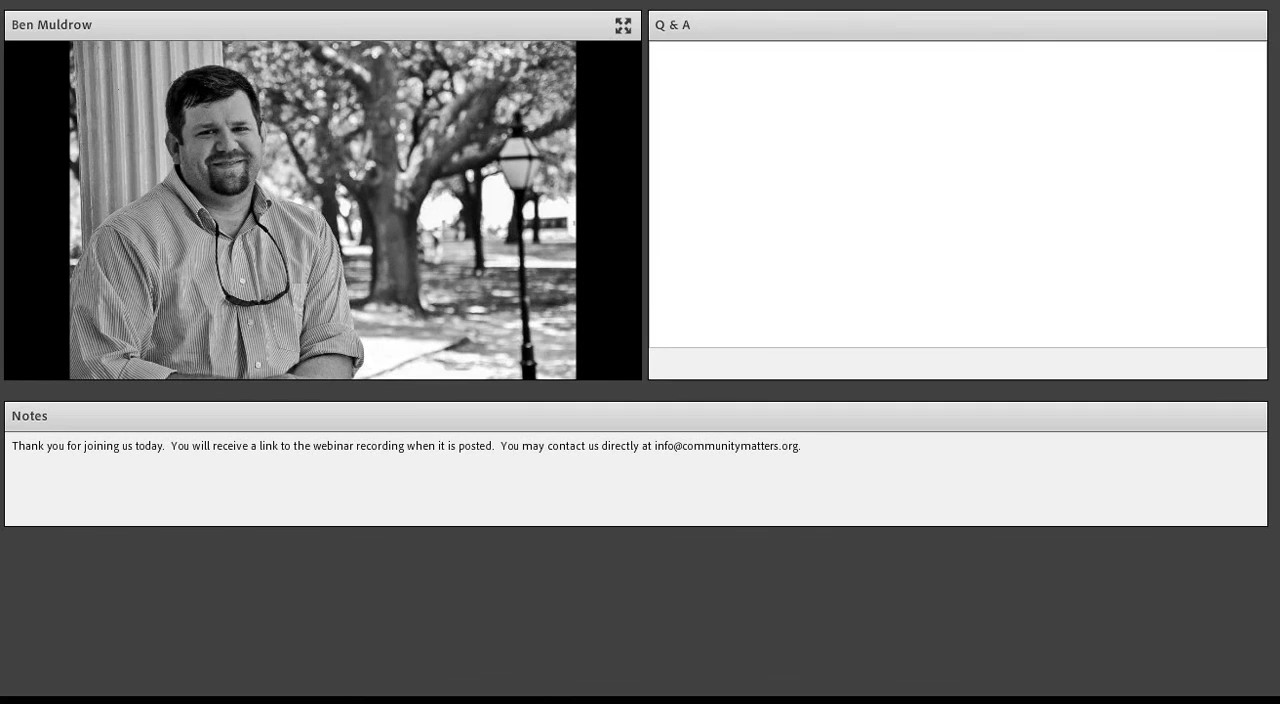 Ben Muldrow
Q & A
Notes
Thank you for joining us today.  You will receive a link to the webinar recording when it is posted.  You may contact us directly at info@communitymatters.org.